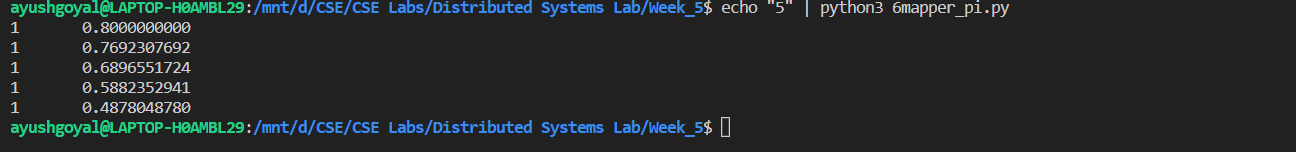 ayushgoyal@LAPTOP-H0AMBL29:/mnt/d/CSE/CSE Labs/Distributed Systems Lab/Week_5$ echo "5" | python3 6mapper_pi.py
1 0.8000000000
1 0.7692307692
1 0.6896551724
1 0.5882352941
1 0.4878048780
ayushgoyal@LAPTOP-H0AMBL29:/mnt/d/CSE/CSE Labs/Distributed Systems Lab/Week_5$